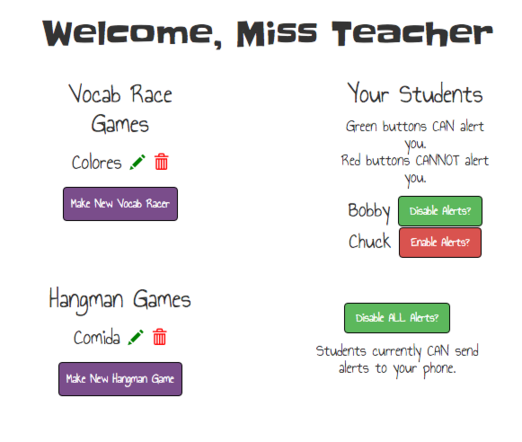 Welcome, Miss Teacher
Vocab Race
Games
Colores
Make New Vocab Racer
Hangman Games
Comida
Make New Hangman Game
Your Students
Green buttons CAN alert
you.
Red buttons CANNOT alert
you.
Bobby Disable Alerts?
Chuck Enable Alerts?
Disable ALL Alerts?
Students currently CAN send
alerts to your phone.